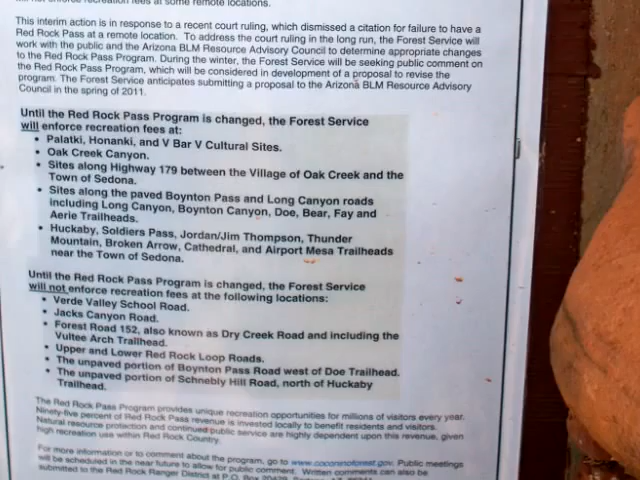 not enforce recreation fees at some remote locations.
This interim action is in response to a recent court ruling, which dismissed a citation for failure to have a
Red Rock Pass at a remote location. To address the court ruling in the long run, the Forest Service will
work with the public and the Arizona BLM Resource Advisory Council to determine appropriate changes
to the Red Rock Pass Program. During the winter, the Forest Service will be seeking public comment on
the Red Rock Pass Program, which will be considered in development of a proposal to revise the
program. The Forest Service anticipates submitting a proposal to the Arizona BLM Resource Advisory
Council in the spring of 2011.
Until the Red Rock Pass Program is changed, the Forest Service
will enforce recreation fees at:
• Palatki, Honanki, and V Bar V Cultural Sites.
• Oak Creek Canyon.
• Sites along Highway 179 between the Village of Oak Creek and the
Town of Sedona.
• Sites along the paved Boynton Pass and Long Canyon roads
including Long Canyon, Boynton Canyon, Doe, Bear, Fay and
Aerie Trailheads.
• Huckaby, Soldiers Pass, Jordan/Jim Thompson, Thunder
Mountain, Broken Arrow, Cathedral, and Airport Mesa Trailheads
near the Town of Sedona.
Until the Red Rock Pass Program is changed, the Forest Service
will not enforce recreation fees at the following locations:
• Verde Valley School Road.
• Jacks Canyon Road.
• Forest Road 152, also known as Dry Creek Road and including the
Vultee Arch Trailhead.
• Upper and Lower Red Rock Loop Roads.
• The unpaved portion of Boynton Pass Road west of Doe Trailhead.
• The unpaved portion of Schnebly Hill Road, north of Huckaby
Trailhead.
The Red Rock Pass Program provides unique recreation opportunities for millions of visitors every year.
Ninety-five percent of Red Rock Pass revenue is invested locally to benefit residents and visitors.
Natural resource protection and continued public service are highly dependent upon this revenue, given
high recreation use within Red Rock Country.
For more information or to comment about the program, go to www.coconinoforest.gov. Public meetings
will be scheduled in the near future to allow for public comment. Written comments can also be
submitted to the Red Rock Ranger District at P.O. Box